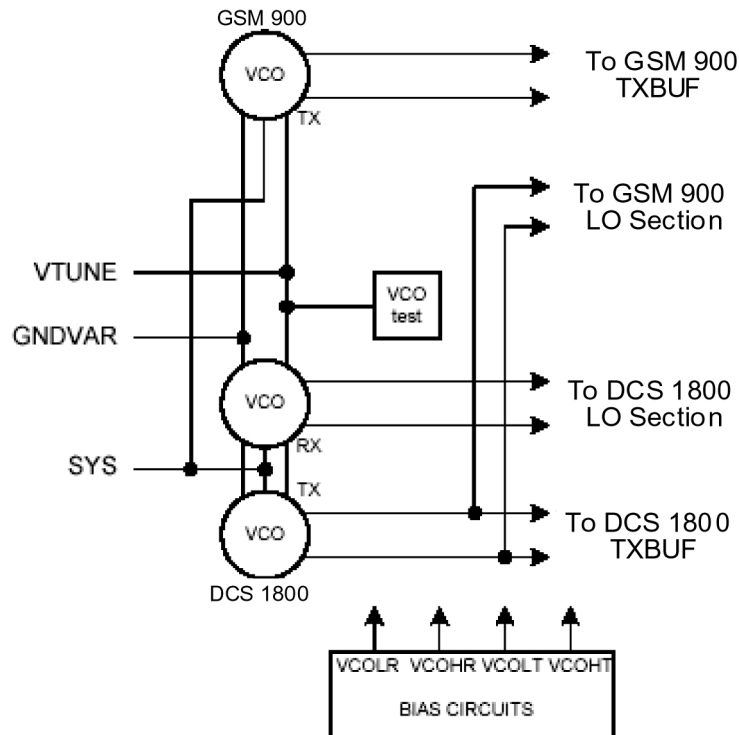 GSM 900
VCO
To GSM 900
TXBUF
TX
To GSM 900
LO Section
VTUNE
VCO
test
GNDVAR
VCO
To DCS 1800
LO Section
RX
SYS
TX
VCO
To DCS 1800
TXBUF
DCS 1800
VCOLR VCOHR VCOLT VCOHT
BIAS CIRCUITS